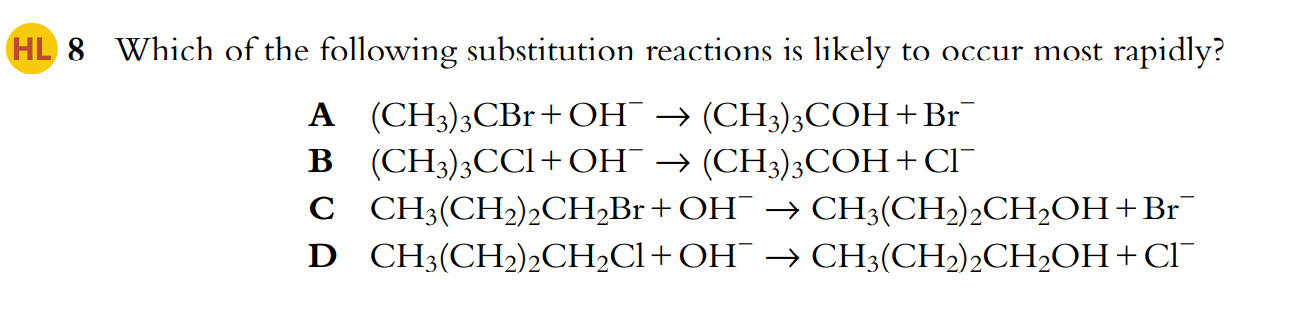 HL 8 Which of the following substitution reactions is likely to occur most rapidly?
A (CH₃)₃CBr + OH⁻ → (CH₃)₃COH + Br⁻
B (CH₃)₃CCl + OH⁻ → (CH₃)₃COH + Cl⁻
C CH₃(CH₂)₂CH₂Br + OH⁻ → CH₃(CH₂)₂CH₂OH + Br⁻
D CH₃(CH₂)₂CH₂Cl + OH⁻ → CH₃(CH₂)₂CH₂OH + Cl⁻